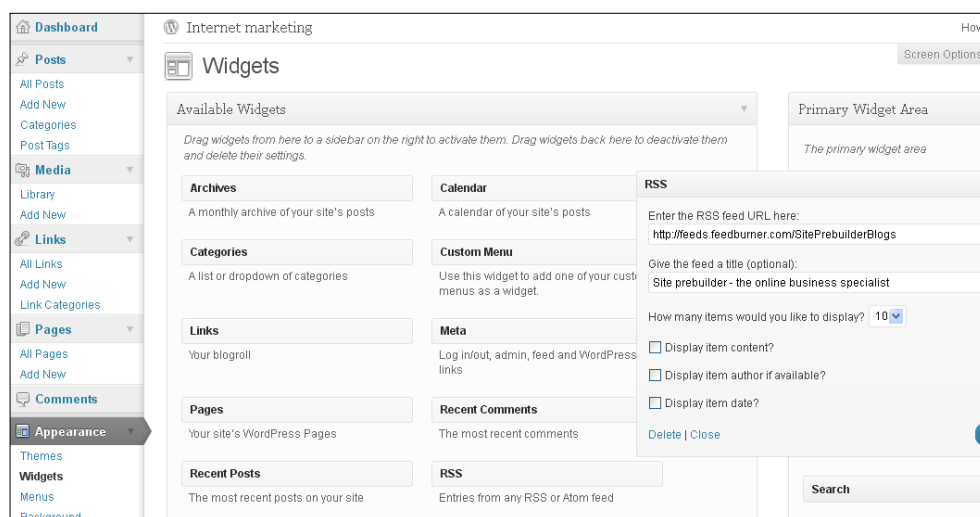 Dashboard
Posts
All Posts
Add New
Categories
Post Tags
Media
Library
Add New
Links
All Links
Add New
Link Categories
Pages
All Pages
Add New
Comments
Appearance
Themes
Widgets
Menus
Background
Internet marketing
How
Screen Options
Widgets
Available Widgets
Drag widgets from here to a sidebar on the right to activate them. Drag widgets back here to deactivate them
and delete their settings.
Archives
A monthly archive of your site's posts
Calendar
A calendar of your site's posts
Categories
A list or dropdown of categories
Custom Menu
Use this widget to add one of your custo
menus as a widget.
Links
Your blogroll
Meta
Log in/out, admin, feed and WordPress
links
Pages
Your site's WordPress Pages
Recent Comments
The most recent comments
Recent Posts
The most recent posts on your site
RSS
Entries from any RSS or Atom feed
Primary Widget Area
The primary widget area
RSS
Enter the RSS feed URL here:
http://feeds.feedburner.com/SitePrebuilderBlogs
Give the feed a title (optional):
Site prebuilder - the online business specialist
How many items would you like to display? 10
Display item content?
Display item author if available?
Display item date?
Delete | Close
Search